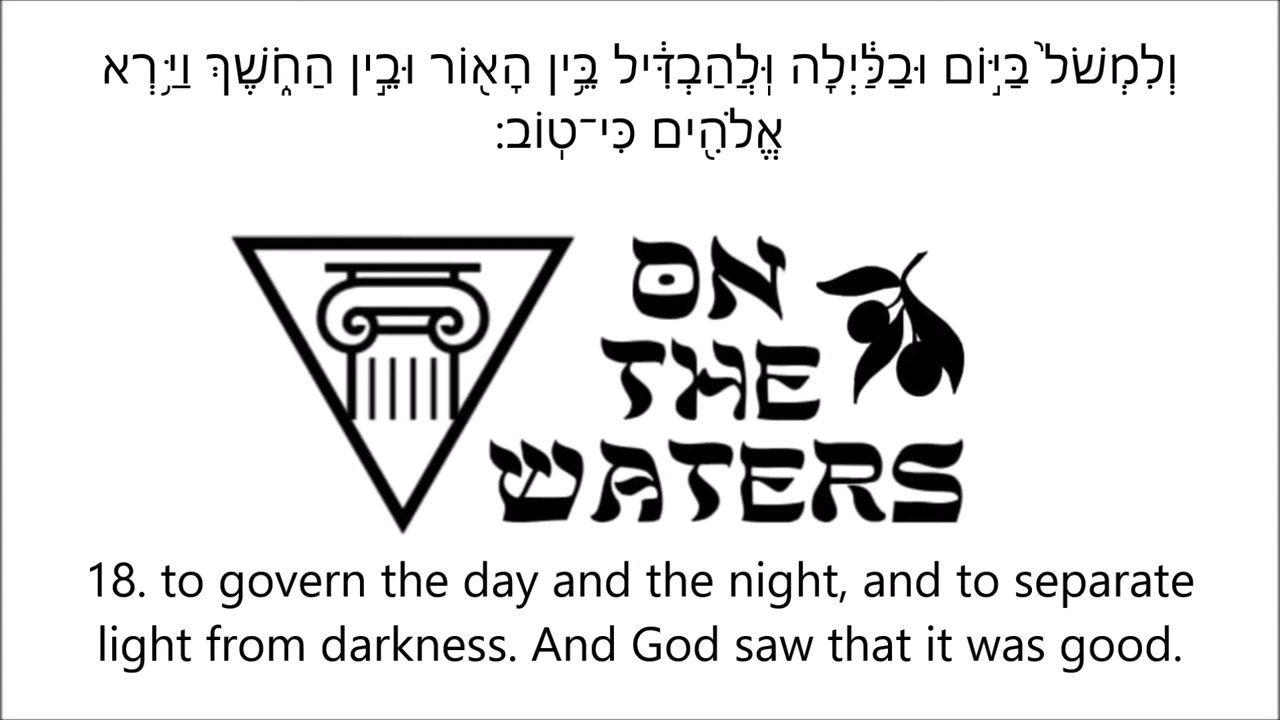 וְלִמְשֹׁל֙ בַּיּ֣וֹם וּבַלַּ֔יְלָה וּֽלֲהַבְדִּ֔יל בֵּ֥ין הָא֖וֹר וּבֵ֣ין הַחֹ֑שֶׁךְ וַיַּ֥רְא
אֱלֹהִ֖ים כִּי־טֽוֹב׃
ON
THE
WATERS
18. to govern the day and the night, and to separate
light from darkness. And God saw that it was good.